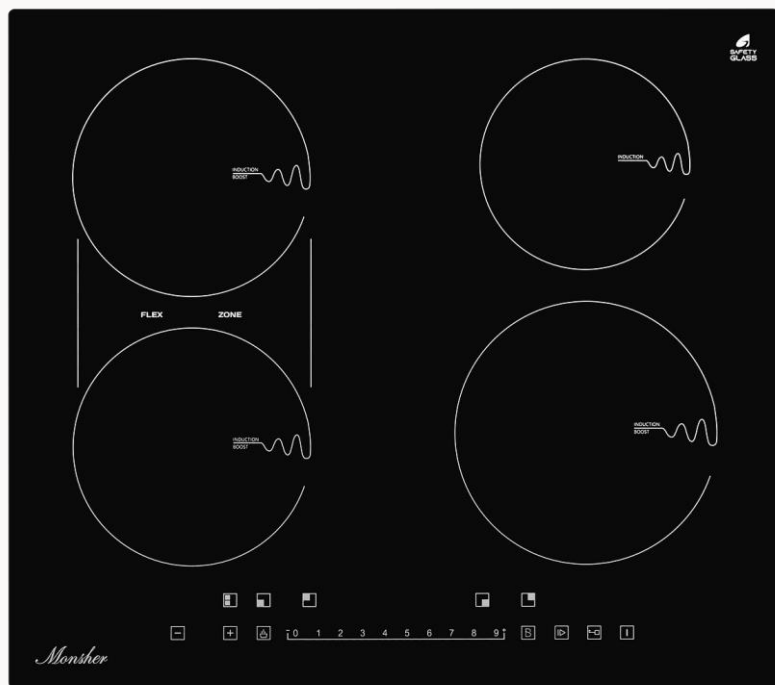 SAFETY
GLASS
INDUCTION
BOOST
INDUCTION
FLEX ZONE
INDUCTION
BOOST
INDUCTION
BOOST
− + 0 1 2 3 4 5 6 7 8 9 B
Monsher